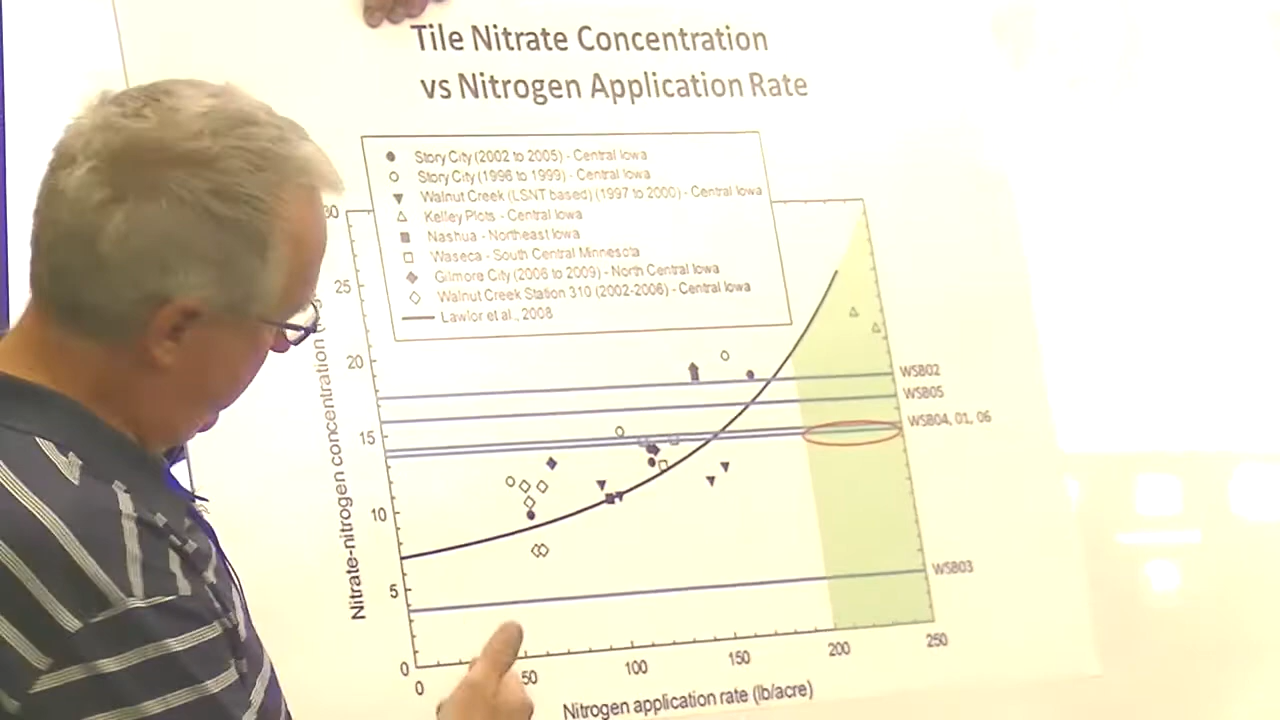 Tile Nitrate Concentration
vs Nitrogen Application Rate
Story City (2002 to 2005) - Central Iowa
Story City (1996 to 1999) - Central Iowa
Walnut Creek (LSNT based) (1997 to 2000) - Central Iowa
Kelley Plots - Central Iowa
Nashua - Northeast Iowa
Waseca - South Central Minnesota
Gilmore City (2006 to 2009) - North Central Iowa
Walnut Creek Station 310 (2002-2006) - Central Iowa
Lawlor et al., 2008
30
25
20
15
10
5
0
Nitrate-nitrogen concentration
WSB02
WSB05
WSB04, 01, 06
WSB03
0
50
100
150
200
250
Nitrogen application rate (lb/acre)